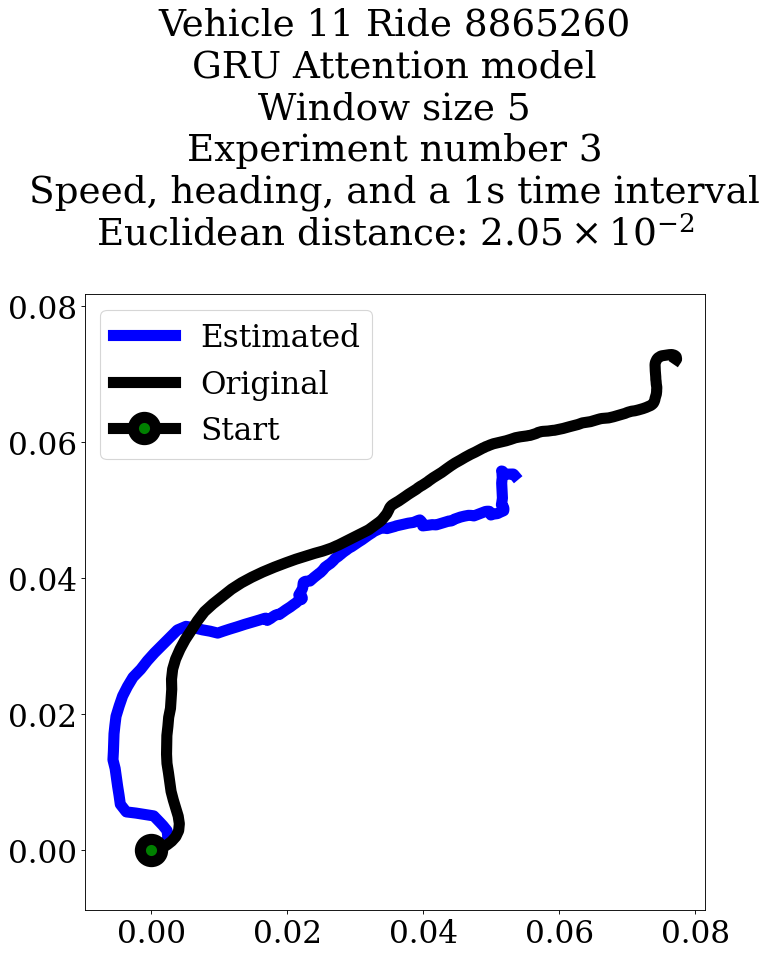 Vehicle 11 Ride 8865260
GRU Attention model
Window size 5
Experiment number 3
Speed, heading, and a 1s time interval
Euclidean distance: 2.05 × 10⁻²
Estimated
Original
Start
0.08
0.06
0.04
0.02
0.00
0.00 0.02 0.04 0.06 0.08